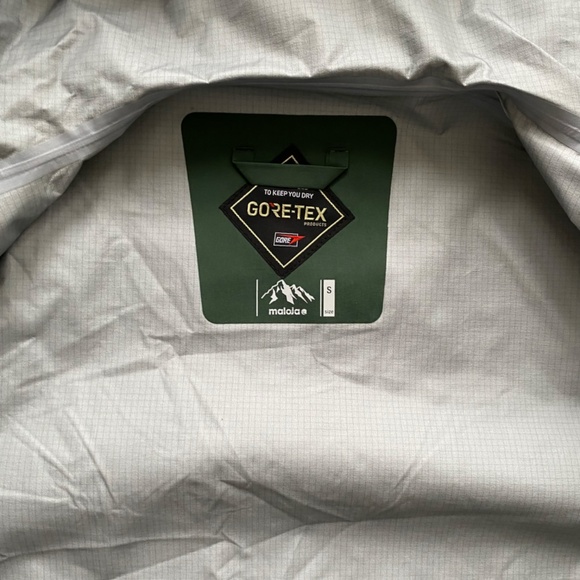 TO KEEP YOU DRY
GORE-TEX
PRODUCTS
GORE
maloja
S
SIZE